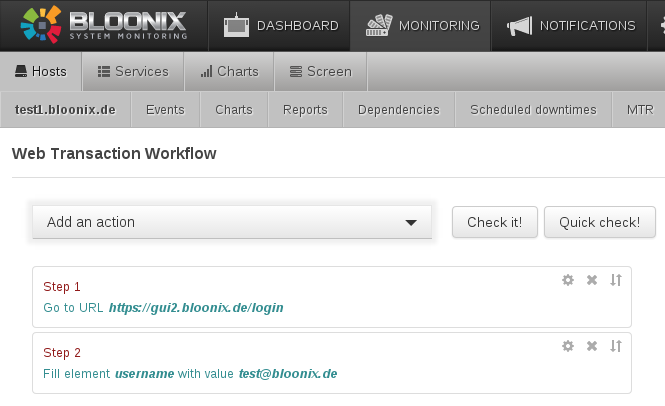 BLOONIX
SYSTEM MONITORING
DASHBOARD MONITORING NOTIFICATIONS
Hosts Services Charts Screen
test1.bloonix.de Events Charts Reports Dependencies Scheduled downtimes MTR
Web Transaction Workflow
Add an action Check it! Quick check!
Step 1
Go to URL https://gui2.bloonix.de/login
Step 2
Fill element username with value test@bloonix.de